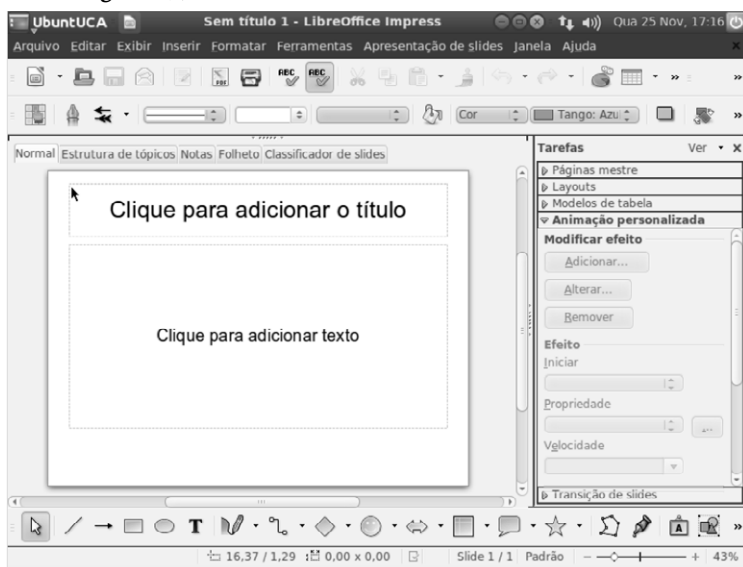 UbuntUCA Sem título 1 - LibreOffice Impress Qua 25 Nov, 17:16
Arquivo Editar Exibir Inserir Formatar Ferramentas Apresentação de slides Janela Ajuda
PDF ABC ABC » »
Cor Tango: Azu »
Normal Estrutura de tópicos Notas Folheto Classificador de slides
Clique para adicionar o título
Clique para adicionar texto
Tarefas Ver x
Páginas mestre
Layouts
Modelos de tabela
Animação personalizada
Modificar efeito
Adicionar...
Alterar...
Remover
Efeito
Iniciar
Propriedade
...
Velocidade
Transição de slides
T A »
16,37 / 1,29 0,00 x 0,00 Slide 1 / 1 Padrão − + 43%